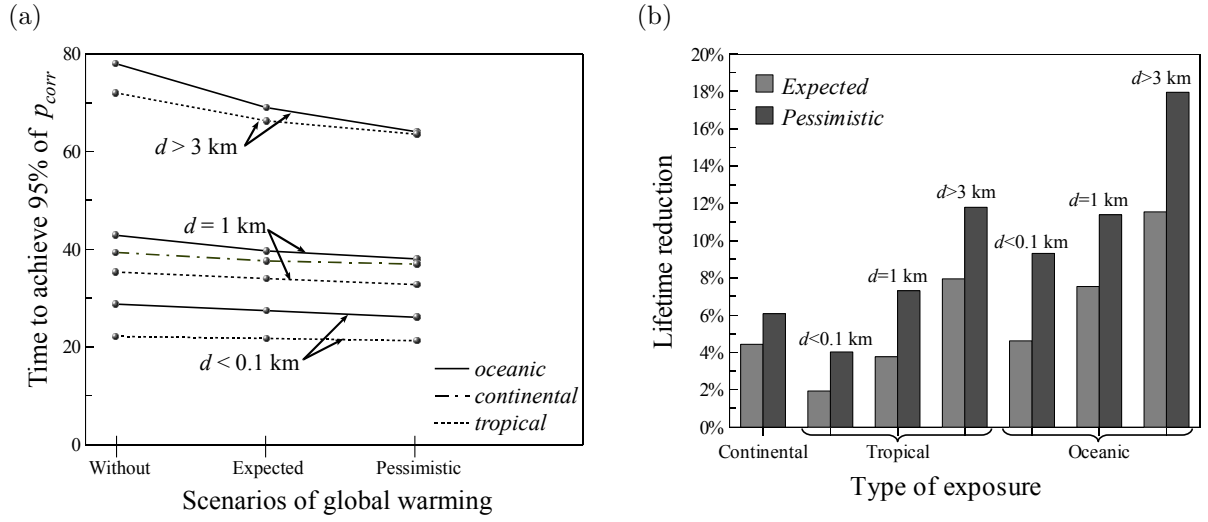 (a)
80
60
40
20
0
Time to achieve 95% of p_corr
d > 3 km
d = 1 km
d < 0.1 km
oceanic
continental
tropical
Without
Expected
Pessimistic
Scenarios of global warming
(b)
20%
18%
16%
14%
12%
10%
8%
6%
4%
2%
0%
Lifetime reduction
Expected
Pessimistic
d<0.1 km
d=1 km
d>3 km
d<0.1 km
d=1 km
d>3 km
Continental
Tropical
Oceanic
Type of exposure